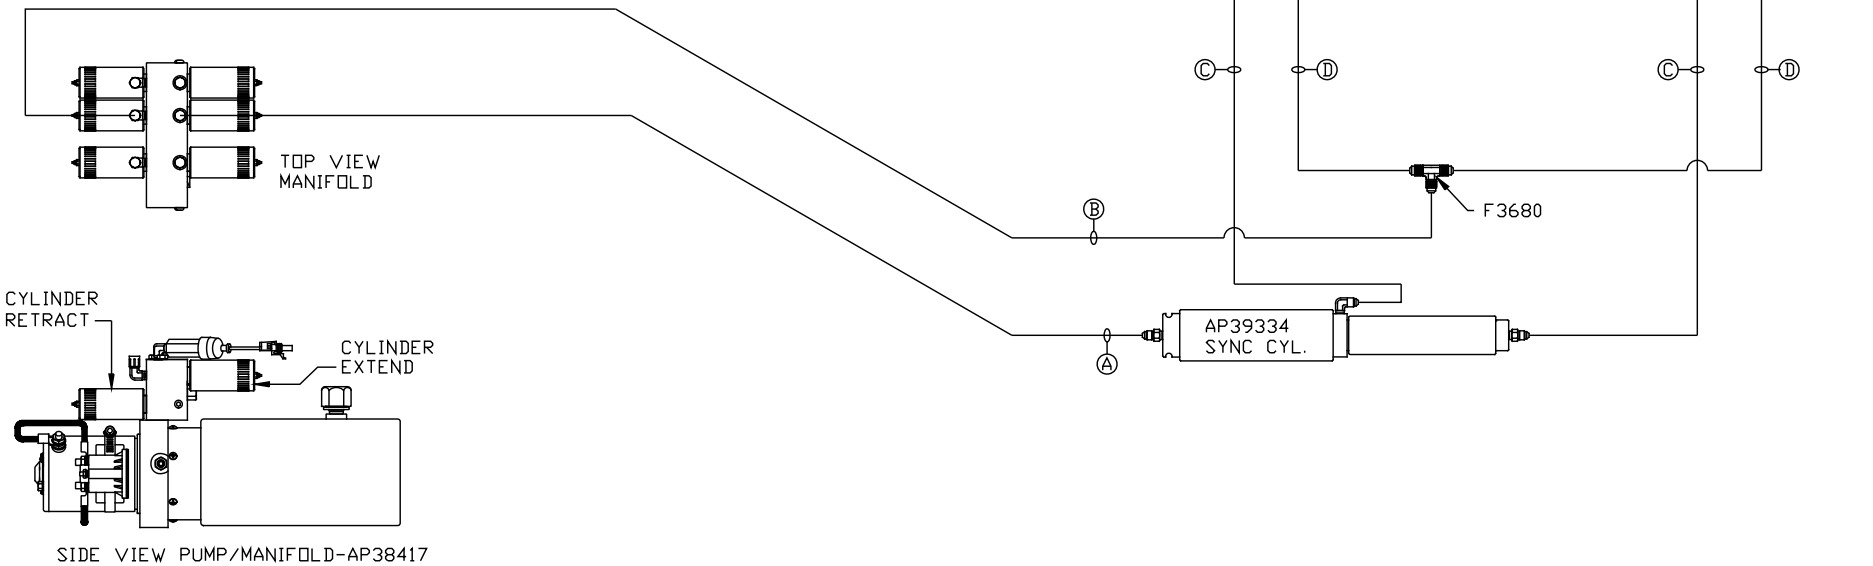 C
D
C
D
TOP VIEW
MANIFOLD
B
F3680
CYLINDER
RETRACT
AP39334
SYNC CYL.
CYLINDER
EXTEND
A
SIDE VIEW PUMP/MANIFOLD-AP38417